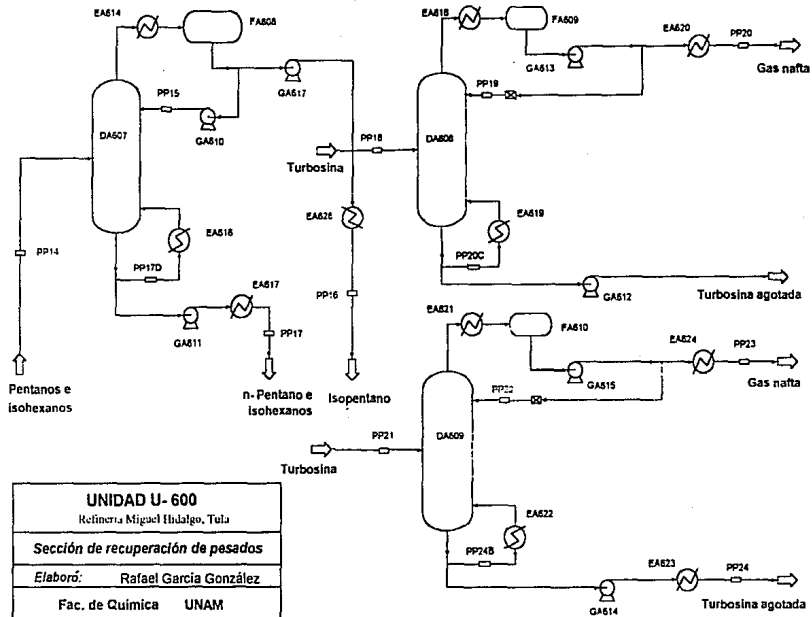 EA614
FA608
PP15
GA617
GA610
DA607
EA616
PP14
PP17D
EA617
GA611
PP17
Pentanos e
isohexanos
n- Pentano e
isohexanos
EA626
PP16
Isopentano
EA618
FA609
EA620
PP20
GA613
Gas nafta
PP19
PP18
Turbosina
DA608
EA619
PP20C
GA612
Turbosina agotada
EA621
FA610
EA624
PP23
GA615
Gas nafta
PP22
DA609
PP21
Turbosina
EA622
PP24B
EA623
PP24
GA614
Turbosina agotada
UNIDAD U- 600
Refinería Miguel Hidalgo, Tula
Sección de recuperación de pesados
Elaboró: Rafael García González
Fac. de Química UNAM